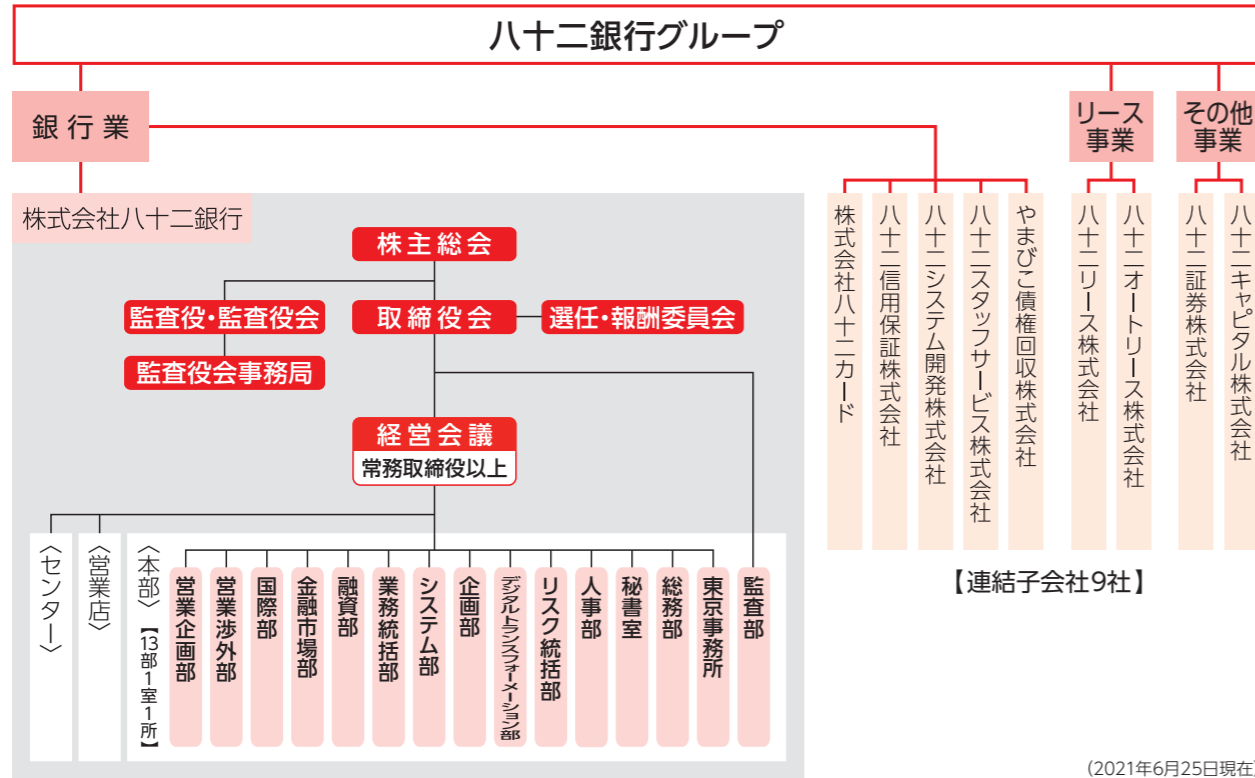 八十二銀行グループ
銀行業
リース
事業
その他
事業
株式会社八十二銀行
株主総会
監査役・監査役会
取締役会
選任・報酬委員会
監査役会事務局
経営会議
常務取締役以上
〈センター〉
〈営業店〉
〈本部〉【13部1室1所】
営業企画部
営業渉外部
国際部
金融市場部
融資部
業務統括部
システム部
企画部
デジタルトランスフォーメーション部
リスク統括部
人事部
秘書室
総務部
東京事務所
監査部
株式会社八十二カード
八十二信用保証株式会社
八十二システム開発株式会社
八十二スタッフサービス株式会社
やまびこ債権回収株式会社
八十二リース株式会社
八十二オートリース株式会社
八十二証券株式会社
八十二キャピタル株式会社
【連結子会社9社】
(2021年6月25日現在)